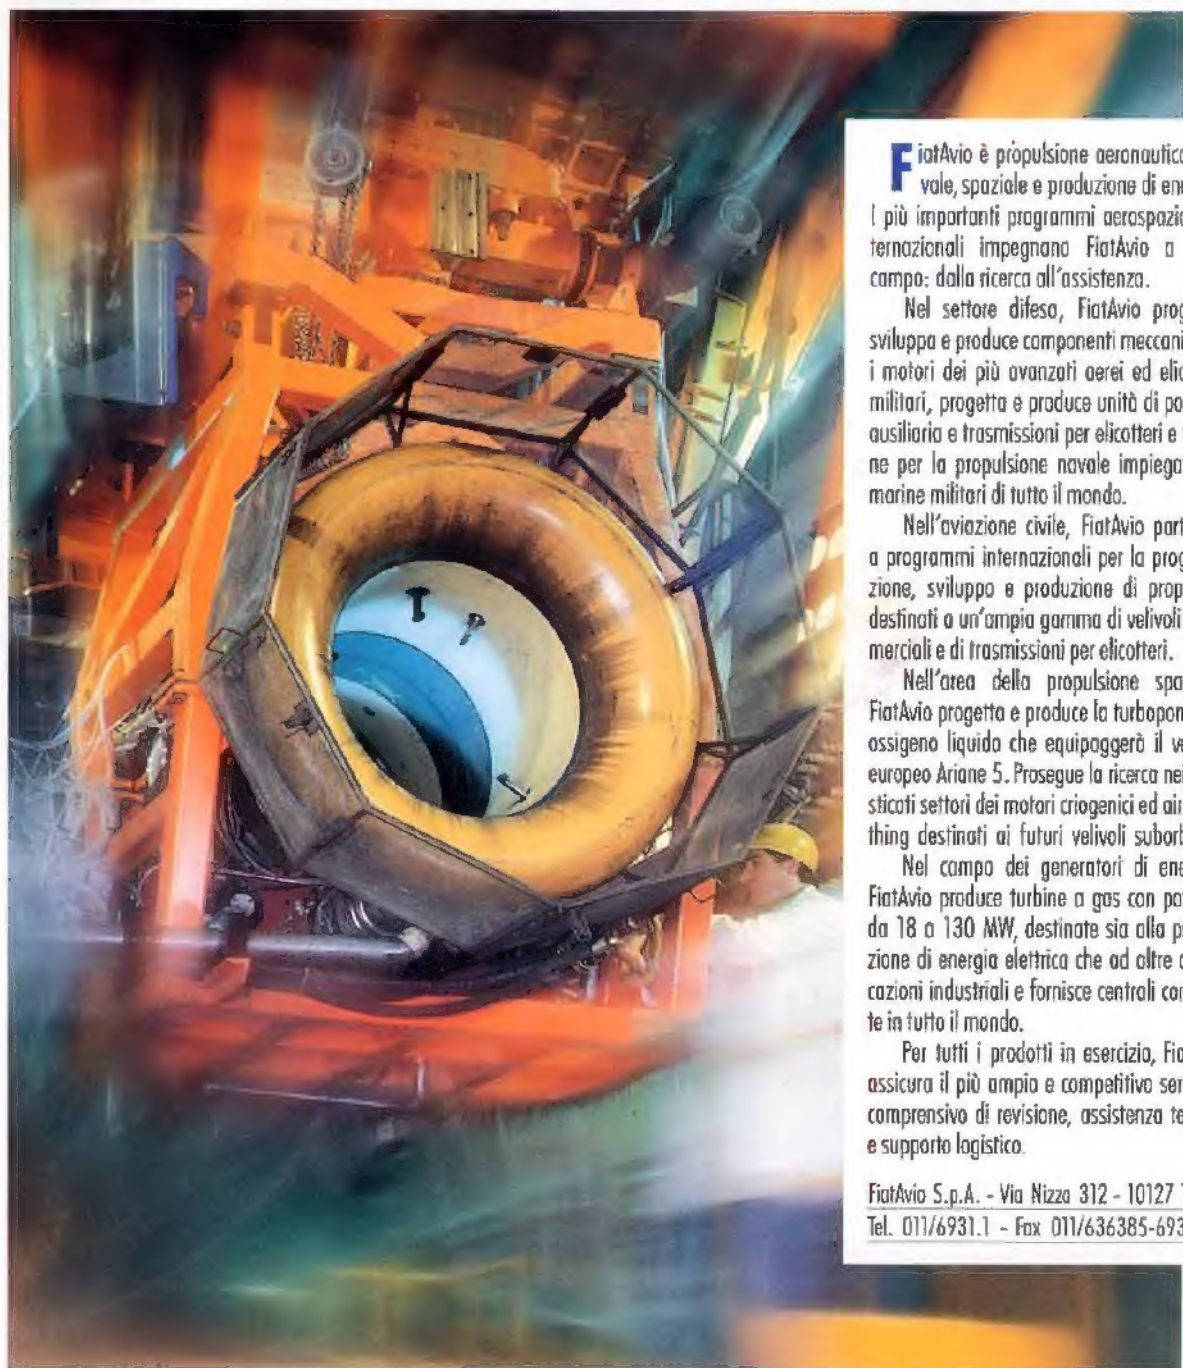 FiatAvio è propulsione aeronautica
vale, spaziale e produzione di ene
I più importanti programmi aerospazia
ternazionali impegnano FiatAvio a
campo: dalla ricerca all'assistenza.
Nel settore difesa, FiatAvio prog
sviluppa e produce componenti meccani
i motori dei più avanzati aerei ed elic
militari, progetta e produce unità di po
ausiliaria e trasmissioni per elicotteri e
ne per la propulsione navale impiega
marine militari di tutto il mondo.
Nell'aviazione civile, FiatAvio part
a programmi internazionali per la prog
zione, sviluppo e produzione di prop
destinati a un'ampia gamma di velivoli
merciali e di trasmissioni per elicotteri.
Nell'area della propulsione spa
FiatAvio progetta e produce la turbopom
ossigeno liquido che equipaggerà il ve
europeo Ariane 5. Prosegue la ricerca nei
sticati settori dei motori criogenici ed air
thing destinati ai futuri velivoli suborb
Nel campo dei generatori di ene
FiatAvio produce turbine a gas con pot
da 18 a 130 MW, destinate sia alla p
zione di energia elettrica che ad altre a
cazioni industriali e fornisce centrali co
te in tutto il mondo.
Per tutti i prodotti in esercizio, Fia
assicura il più ampio e competitivo ser
comprensivo di revisione, assistenza te
e supporto logistico.
FiatAvio S.p.A. - Via Nizza 312 - 10127
Tel. 011/6931.1 - Fax 011/636385-693